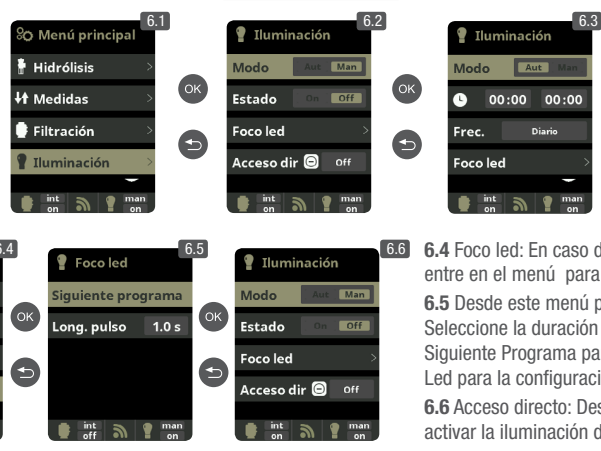 6.1
Menú principal
Hidrólisis >
Medidas >
Filtración >
Iluminación >
int on
man on
OK
6.2
Iluminación
Modo Aut Man
Estado On Off
Foco led >
Acceso dir Off
int on
man on
OK
6.3
Iluminación
Modo Aut Man
00:00 00:00
Frec. Diario
Foco led >
int on
man on
6.4
OK
6.5
Foco led
Siguiente programa
Long. pulso 1.0 s
int off
man on
OK
6.6
Iluminación
Modo Aut Man
Estado On Off
Foco led >
Acceso dir Off
int on
man on
6.4 Foco led: En caso d
entre en el menú para
6.5 Desde este menú p
Seleccione la duración
Siguiente Programa pa
Led para la configuraci
6.6 Acceso directo: Des
activar la iluminación d